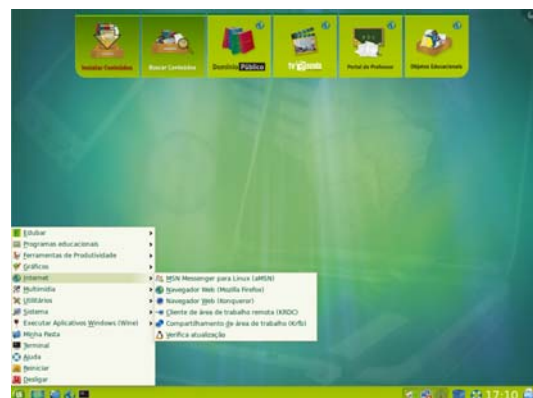 Instalar Conteúdos
Buscar Conteúdos
Domínio Público
TV Escola
Portal do Professor
Objetos Educacionais
Edubar
Programas educacionais
Ferramentas de Produtividade
Gráficos
Internet
Multimídia
Utilitários
Sistema
Executar Aplicativos Windows (Wine)
Minha Pasta
Terminal
Ajuda
Reiniciar
Desligar
MSN Messenger para Linux (aMSN)
Navegador Web (Mozilla Firefox)
Navegador Web (Konqueror)
Cliente de área de trabalho remota (KRDC)
Compartilhamento de área de trabalho (Krfb)
Verifica atualização
17:10